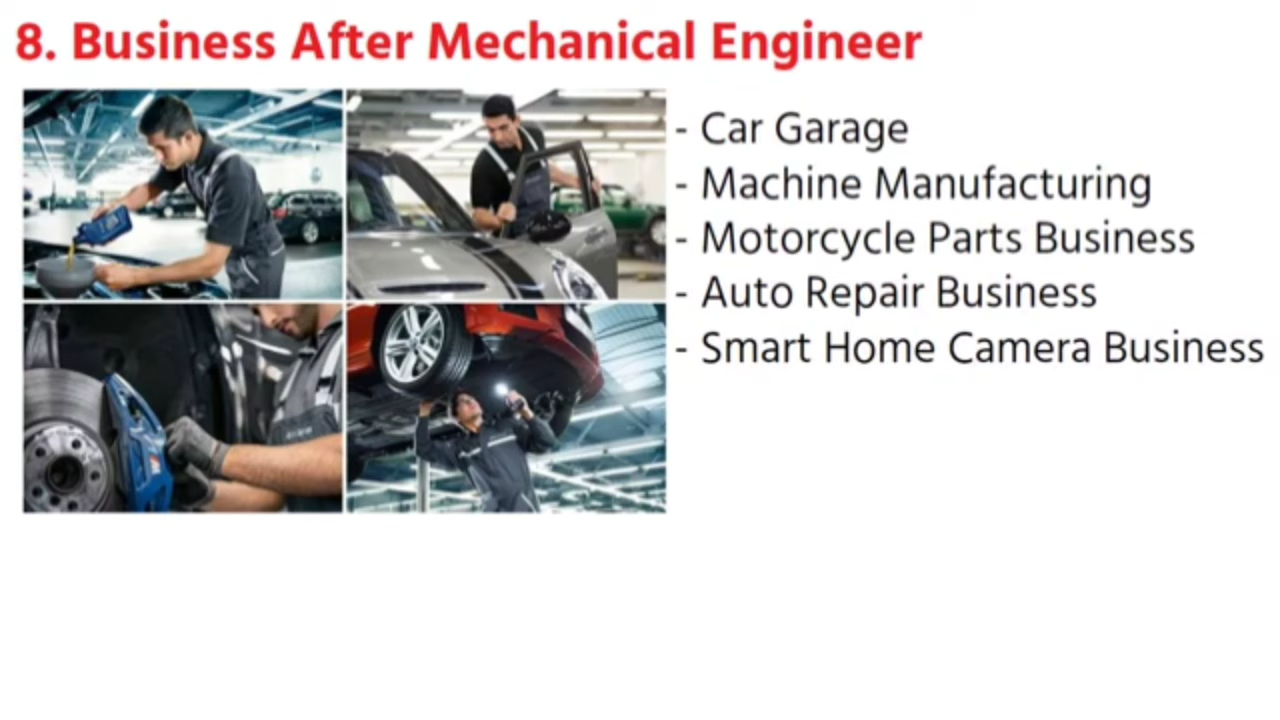 8. Business After Mechanical Engineer
- Car Garage
- Machine Manufacturing
- Motorcycle Parts Business
- Auto Repair Business
- Smart Home Camera Business